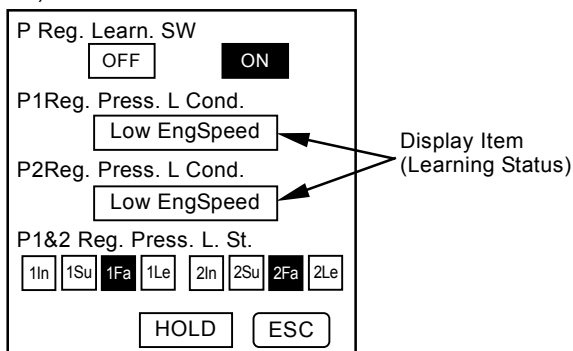 P Reg. Learn. SW
OFF ON
P1Reg. Press. L Cond.
Low EngSpeed
Display Item
(Learning Status)
P2Reg. Press. L Cond.
Low EngSpeed
P1&2 Reg. Press. L. St.
1In 1Su 1Fa 1Le 2In 2Su 2Fa 2Le
HOLD ESC